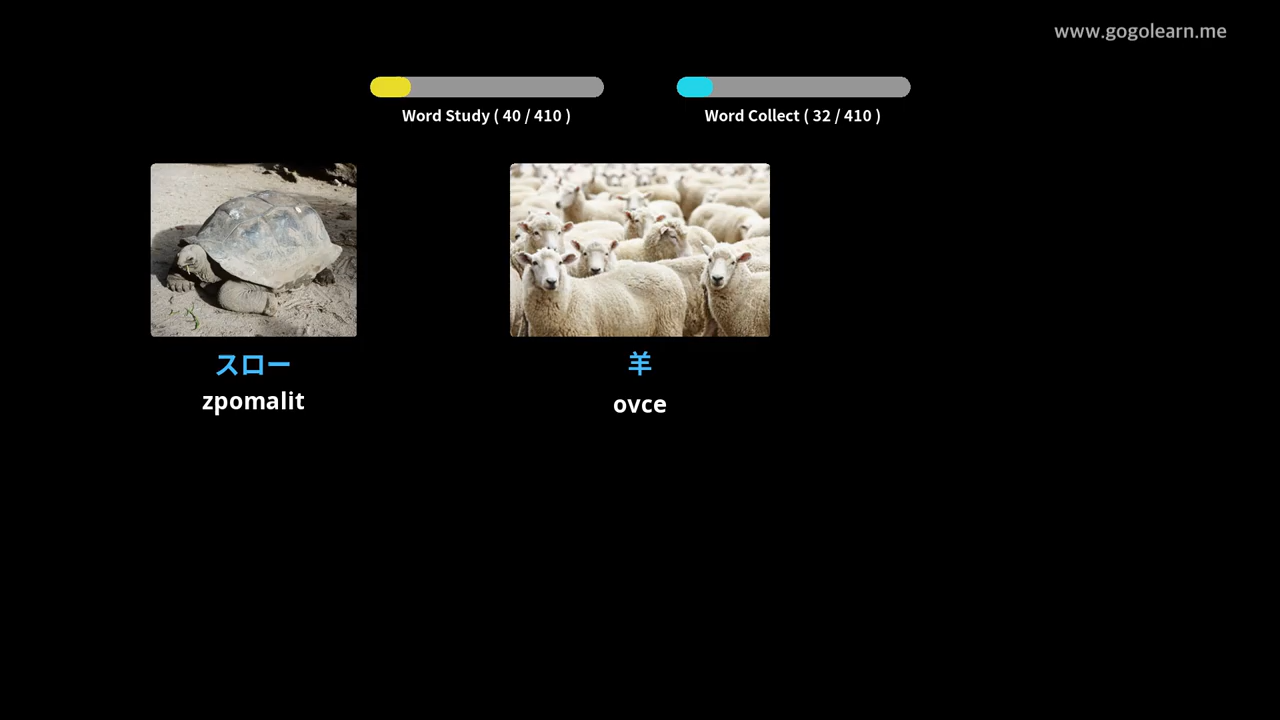 www.gogolearn.me
Word Study ( 40 / 410 )
Word Collect ( 32 / 410 )
スロー
zpomalit
羊
ovce